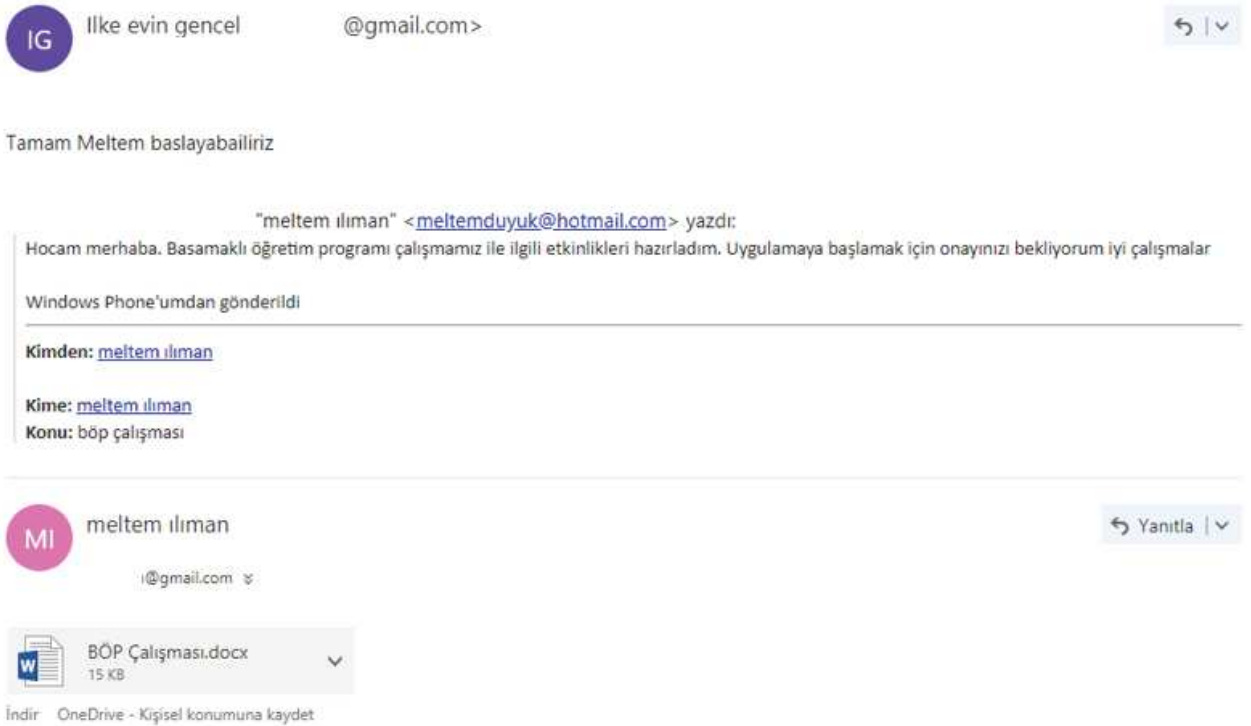 IG
Ilke evin gencel @gmail.com>
Tamam Meltem baslayabailiriz
"meltem ılıman" <meltemduyuk@hotmail.com> yazdı:
Hocam merhaba. Basamaklı öğretim programı çalışmamız ile ilgili etkinlikleri hazırladım. Uygulamaya başlamak için onayınızı bekliyorum iyi çalışmalar
Windows Phone'umdan gönderildi
Kimden: meltem ılıman
Kime: meltem ılıman
Konu: böp çalışması
MI
meltem ılıman
Yanıtla
i@gmail.com
BÖP Çalışması.docx
15 KB
İndir OneDrive - Kişisel konumuna kaydet